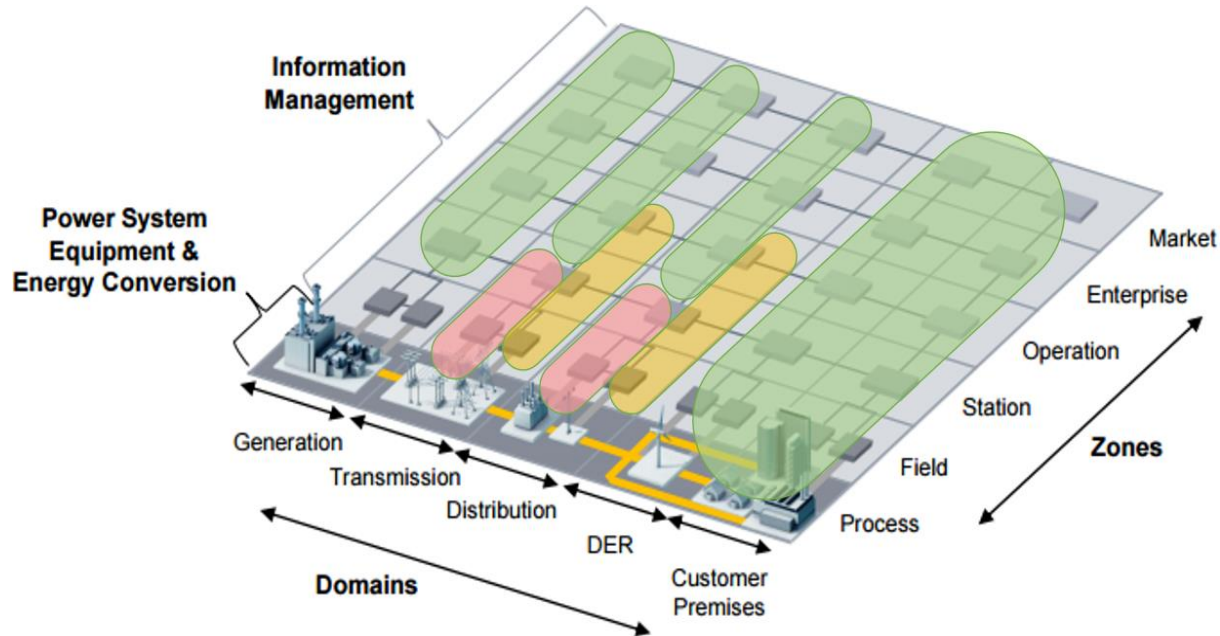 Information
Management
Power System
Equipment &
Energy Conversion
Market
Enterprise
Operation
Station
Field
Process
Zones
Generation
Transmission
Distribution
DER
Customer
Premises
Domains